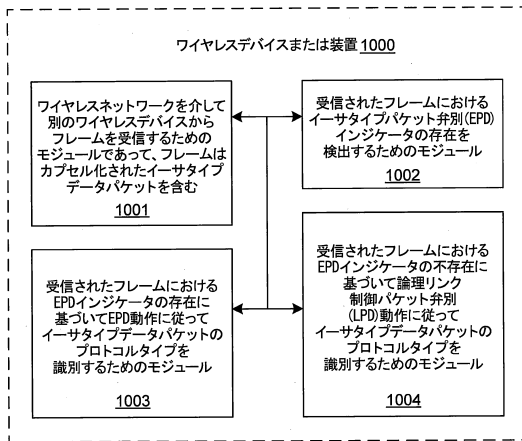 ワイヤレスデバイスまたは装置1000
ワイヤレスネットワークを介して
別のワイヤレスデバイスから
フレームを受信するための
モジュールであって、フレームは
カプセル化されたイーサタイプ
データパケットを含む
1001
受信されたフレームにおける
イーサタイプパケット弁別(EPD)
インジケータの存在を
検出するためのモジュール
1002
受信されたフレームにおける
EPDインジケータの存在に
基づいてEPD動作に従って
イーサタイプデータパケットの
プロトコルタイプを
識別するためのモジュール
1003
受信されたフレームにおける
EPDインジケータの不存在
に基づいて論理リンク
制御パケット弁別
(LPD)動作に従って
イーサタイプデータパケットの
プロトコルタイプを
識別するためのモジュール
1004